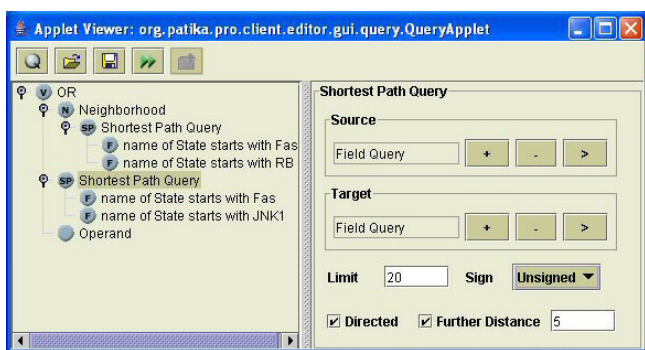 Applet Viewer: org.patika.pro.client.editor.gui.query.QueryApplet
V OR
N Neighborhood
SP Shortest Path Query
F name of State starts with Fas
F name of State starts with RB
SP Shortest Path Query
F name of State starts with Fas
F name of State starts with JNK1
Operand
Shortest Path Query
Source
Field Query + - >
Target
Field Query + - >
Limit 20 Sign Unsigned
Directed Further Distance 5